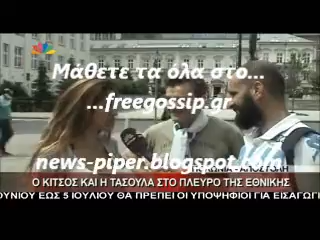 Μάθετε τα όλα στο...
...freegossip.gr
news-piper.blogspot.com
Ο ΚΙΤΣΟΣ ΚΑΙ Η ΤΑΣΟΥΛΑ ΣΤΟ ΠΛΕΥΡΟ ΤΗΣ ΕΘΝΙΚΗΣ
ΟΥΝΙΟΥ ΕΩΣ 5 ΙΟΥΛΙΟΥ ΘΑ ΠΡΕΠΕΙ ΟΙ ΥΠΟΨΗΦΙΟΙ ΓΙΑ ΕΙΣΑΓΩΓΗ